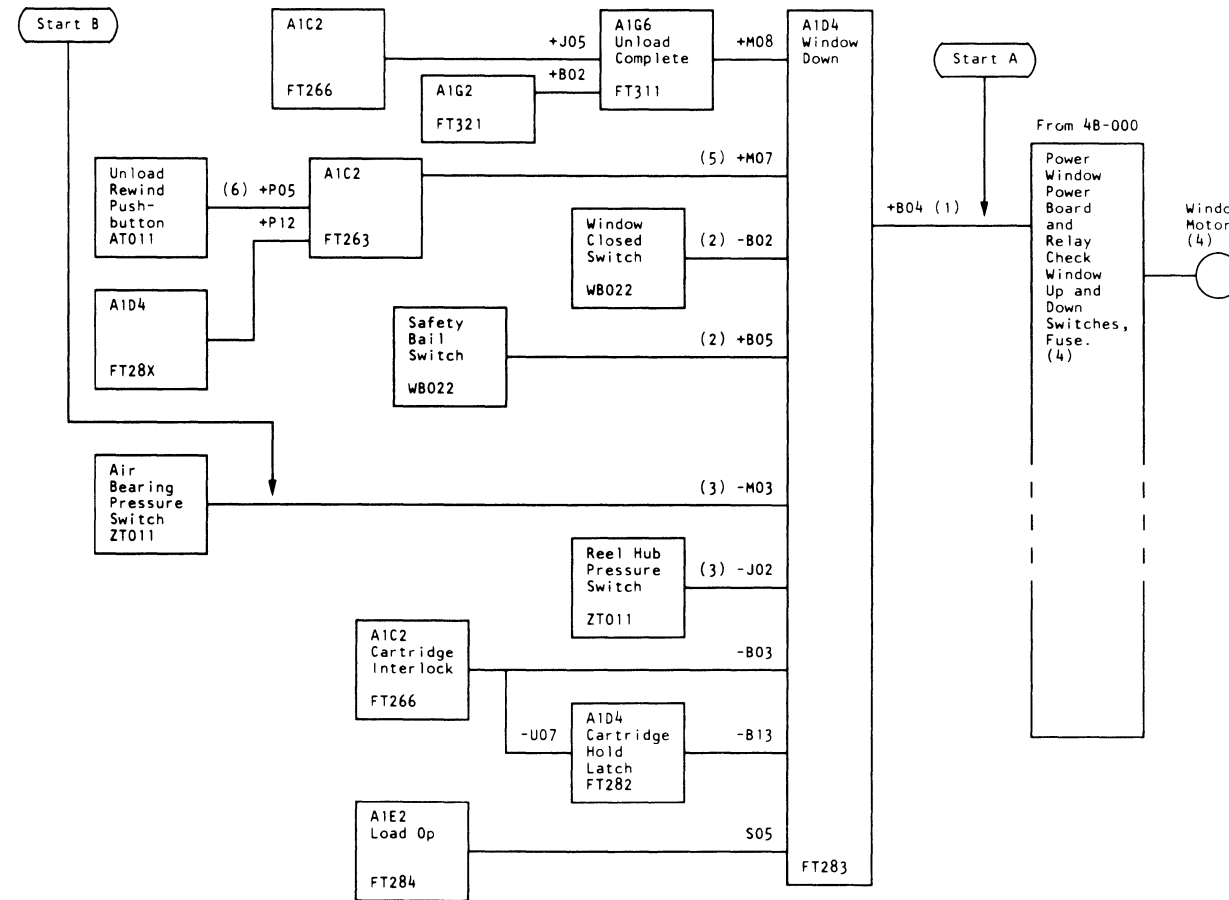 Start B
A1C2
FT266
+J05
+B02
A1G2
FT321
A1G6
Unload
Complete
FT311
+M08
A1D4
Window
Down
FT283
Start A
From 4B-000
Power
Window
Power
Board
and
Relay
Check
Window
Up and
Down
Switches,
Fuse.
(4)
+B04 (1)
Windo
Motor
(4)
Unload
Rewind
Push-
button
AT011
(6) +P05
+P12
A1C2
FT263
(5) +M07
A1D4
FT28X
Window
Closed
Switch
WB022
(2) -B02
Safety
Bail
Switch
WB022
(2) +B05
Air
Bearing
Pressure
Switch
ZT011
(3) -M03
Reel Hub
Pressure
Switch
ZT011
(3) -J02
A1C2
Cartridge
Interlock
FT266
-B03
-U07
A1D4
Cartridge
Hold
Latch
FT282
-B13
A1E2
Load Op
FT284
S05